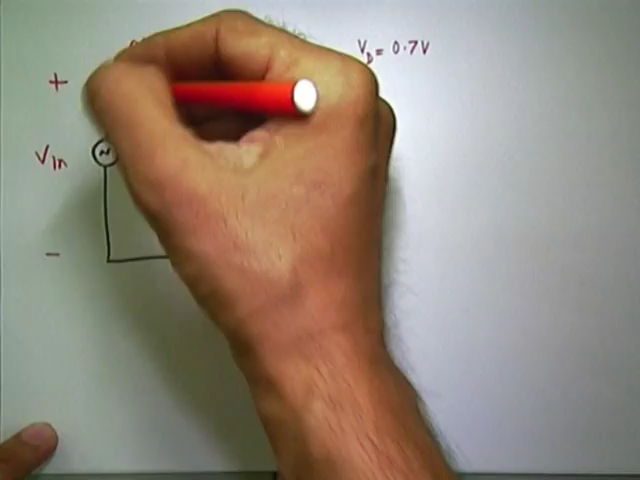 V_D = 0.7V
+
~
V_In
-